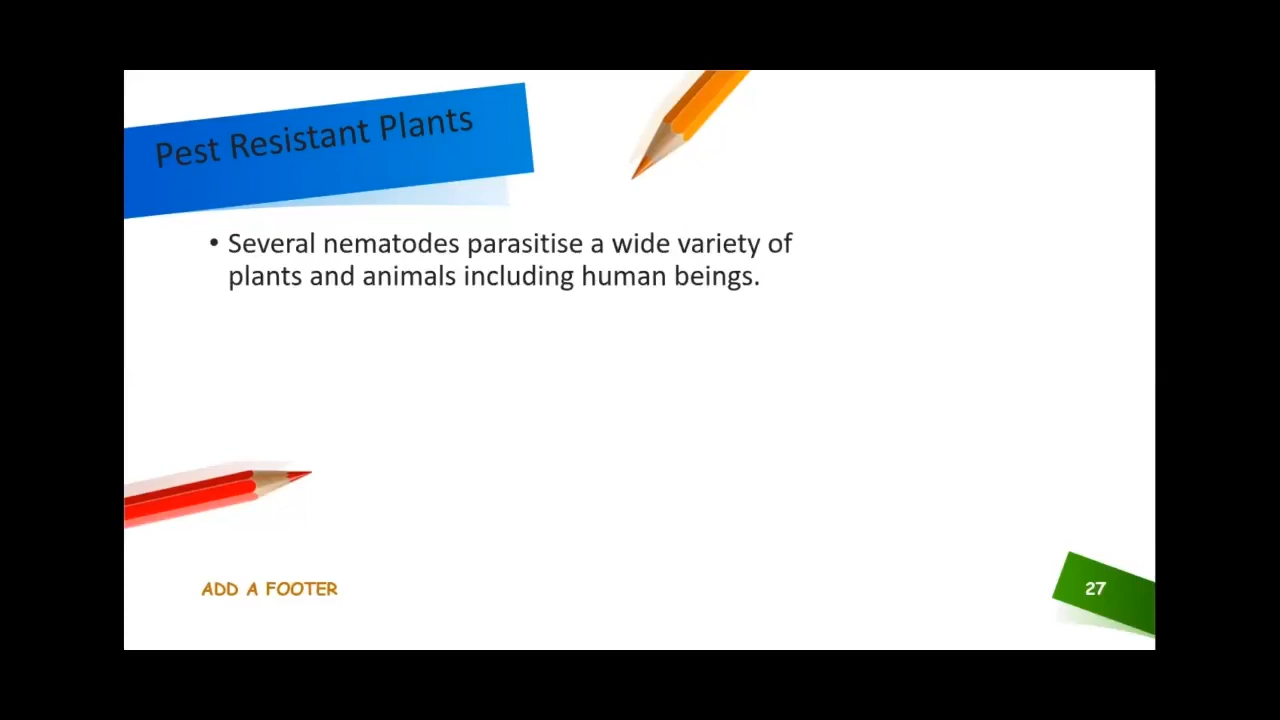 Pest Resistant Plants
• Several nematodes parasitise a wide variety of
plants and animals including human beings.
ADD A FOOTER
27